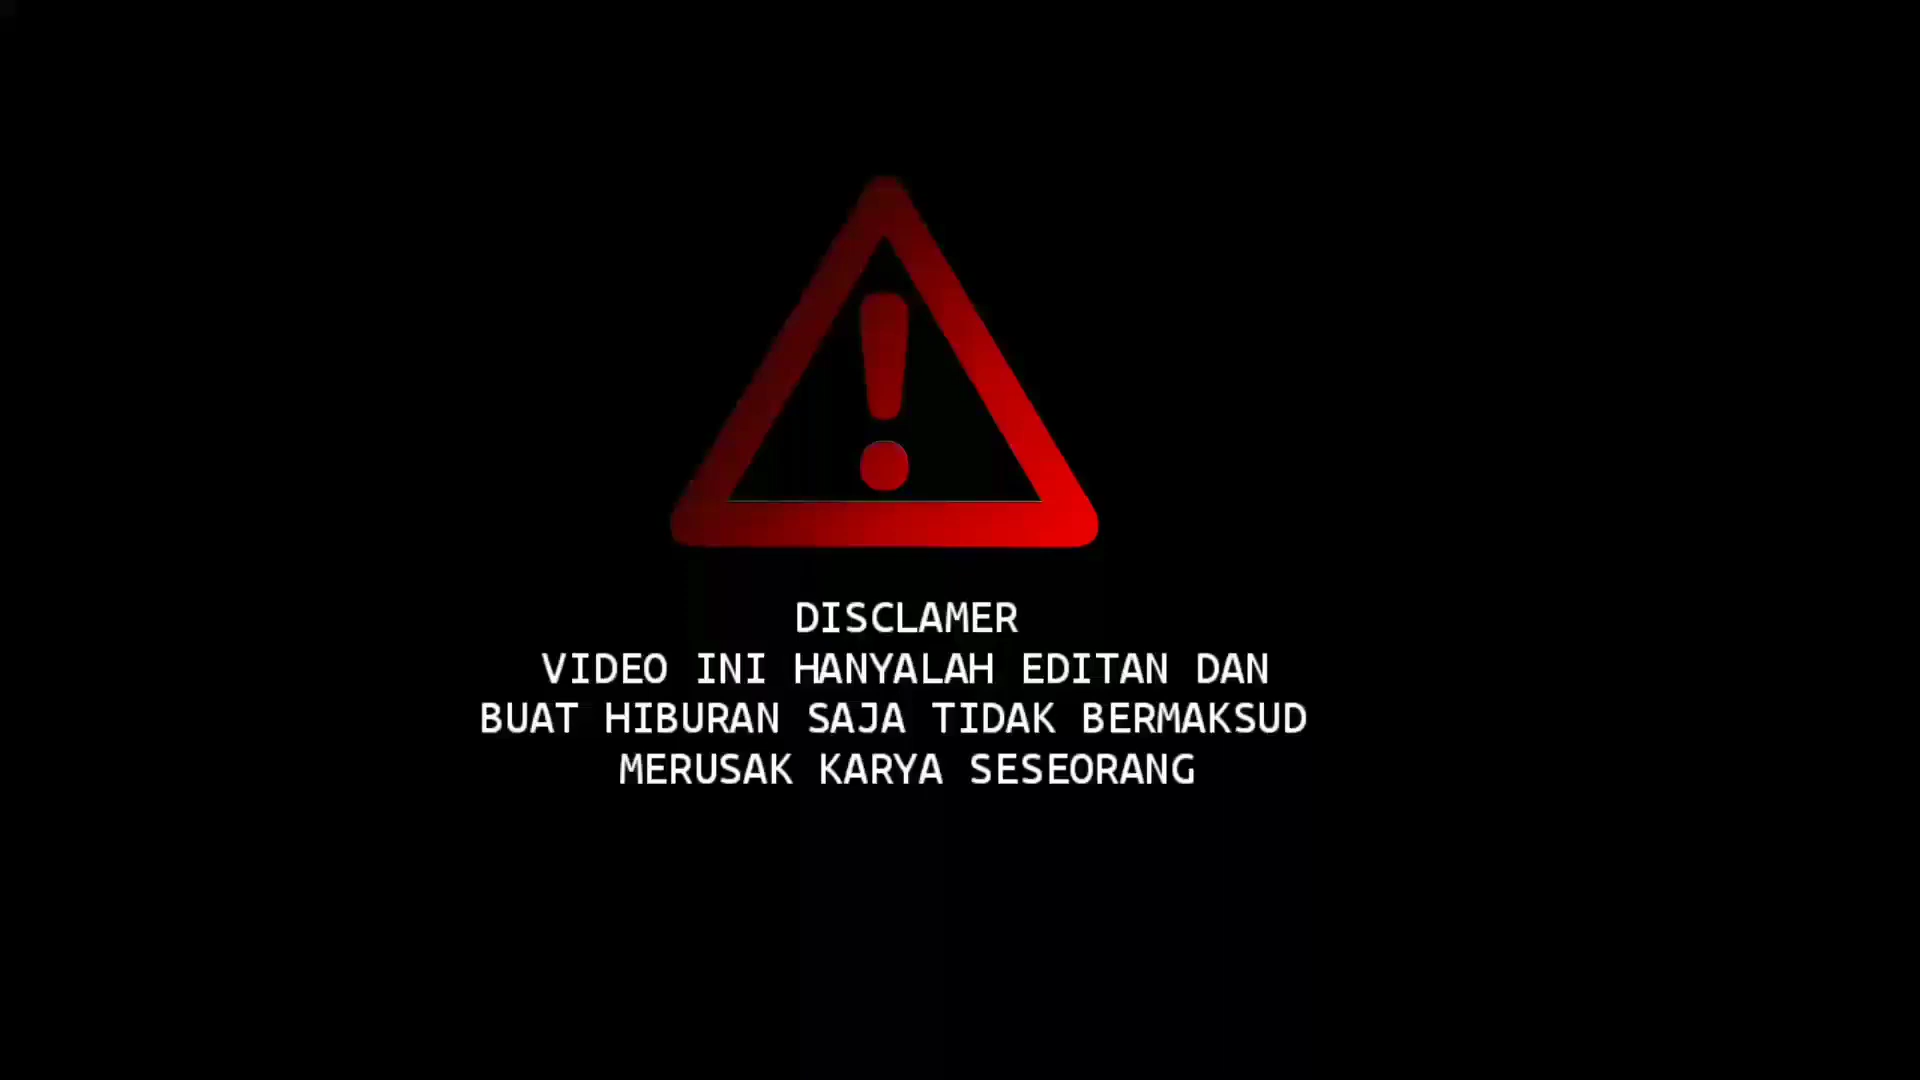 DISCLAMER
VIDEO INI HANYALAH EDITAN DAN
BUAT HIBURAN SAJA TIDAK BERMAKSUD
MERUSAK KARYA SESEORANG